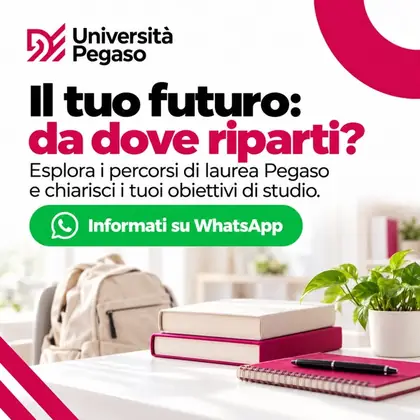 Università
Pegaso
Il tuo futuro:
da dove riparti?
Esplora i percorsi di laurea Pegaso
e chiarisci i tuoi obiettivi di studio.
Informati su WhatsApp